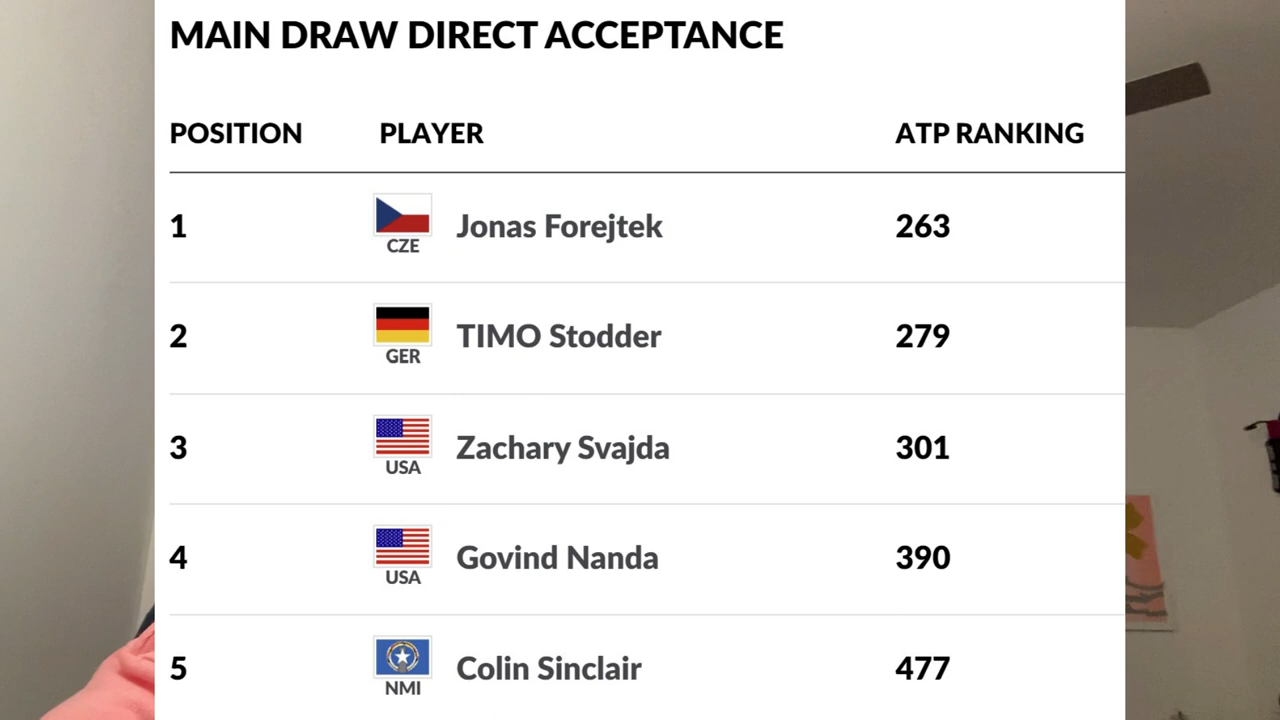 MAIN DRAW DIRECT ACCEPTANCE
POSITION PLAYER ATP RANKING
1 CZE Jonas Forejtek 263
2 GER TIMO Stodder 279
3 USA Zachary Svajda 301
4 USA Govind Nanda 390
5 NMI Colin Sinclair 477